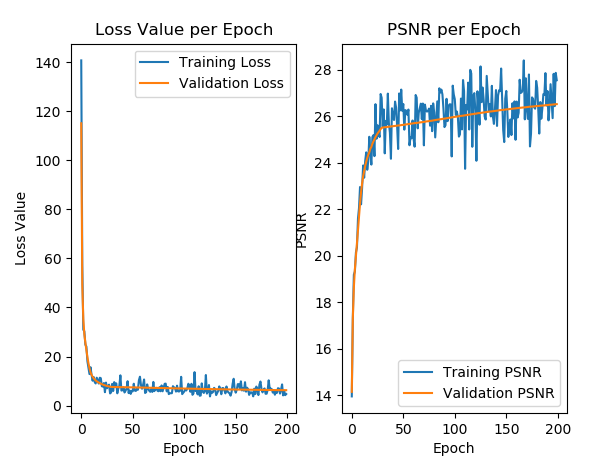 Loss Value per Epoch
Training Loss
Validation Loss
140
120
100
80
60
40
20
0
Loss Value
0 50 100 150 200
Epoch
PSNR per Epoch
28
26
24
22
20
18
16
14
PSNR
Training PSNR
Validation PSNR
0 50 100 150 200
Epoch